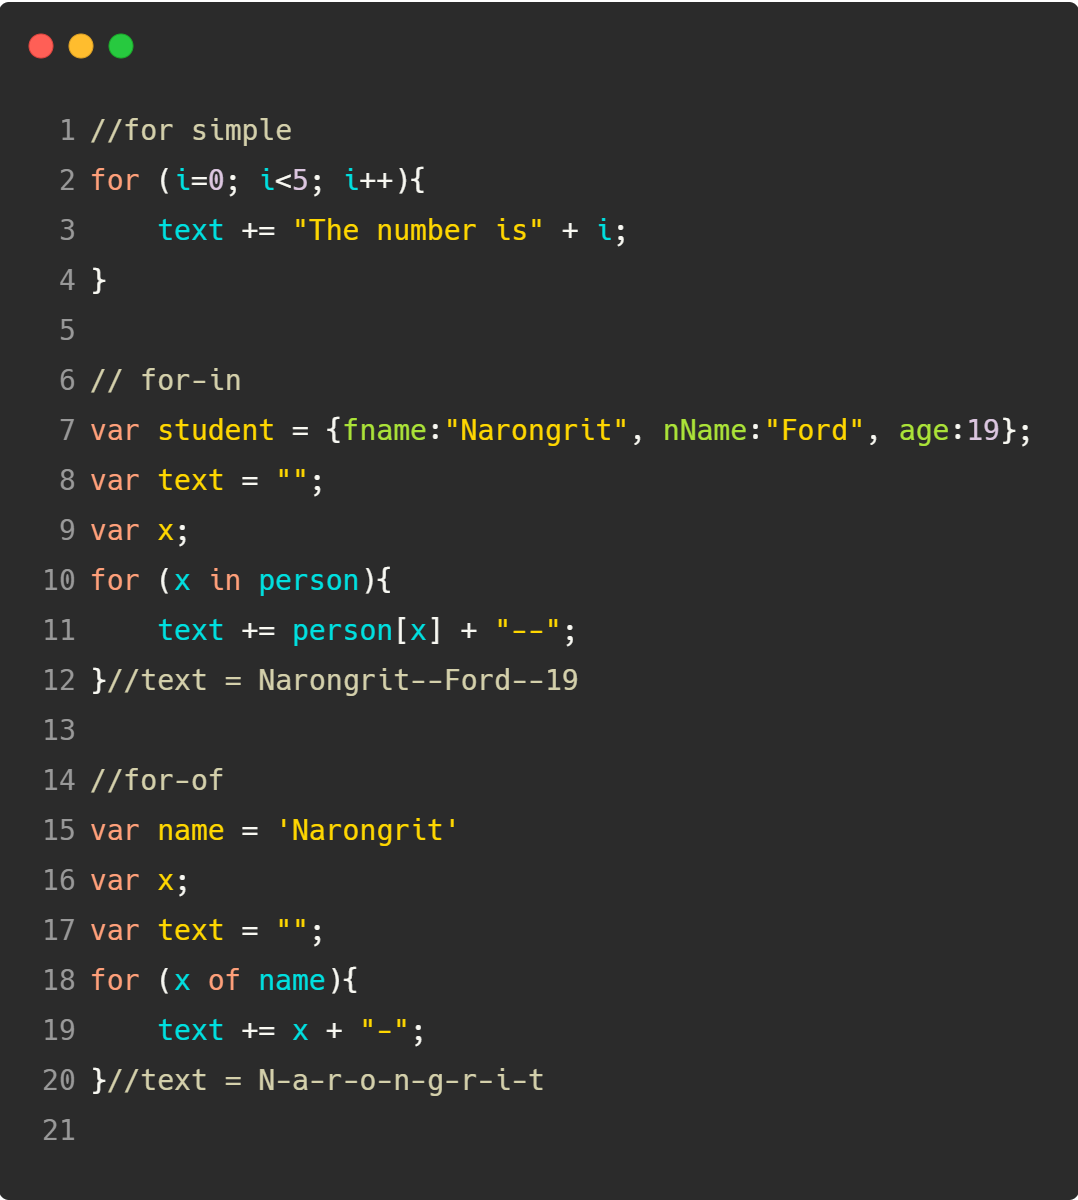 1 //for simple
2 for (i=0; i<5; i++){
3     text += "The number is" + i;
4 }
5
6 // for-in
7 var student = {fname:"Narongrit", nName:"Ford", age:19};
8 var text = "";
9 var x;
10 for (x in person){
11     text += person[x] + "--";
12 }//text = Narongrit--Ford--19
13
14 //for-of
15 var name = 'Narongrit'
16 var x;
17 var text = "";
18 for (x of name){
19     text += x + "-";
20 }//text = N-a-r-o-n-g-r-i-t
21